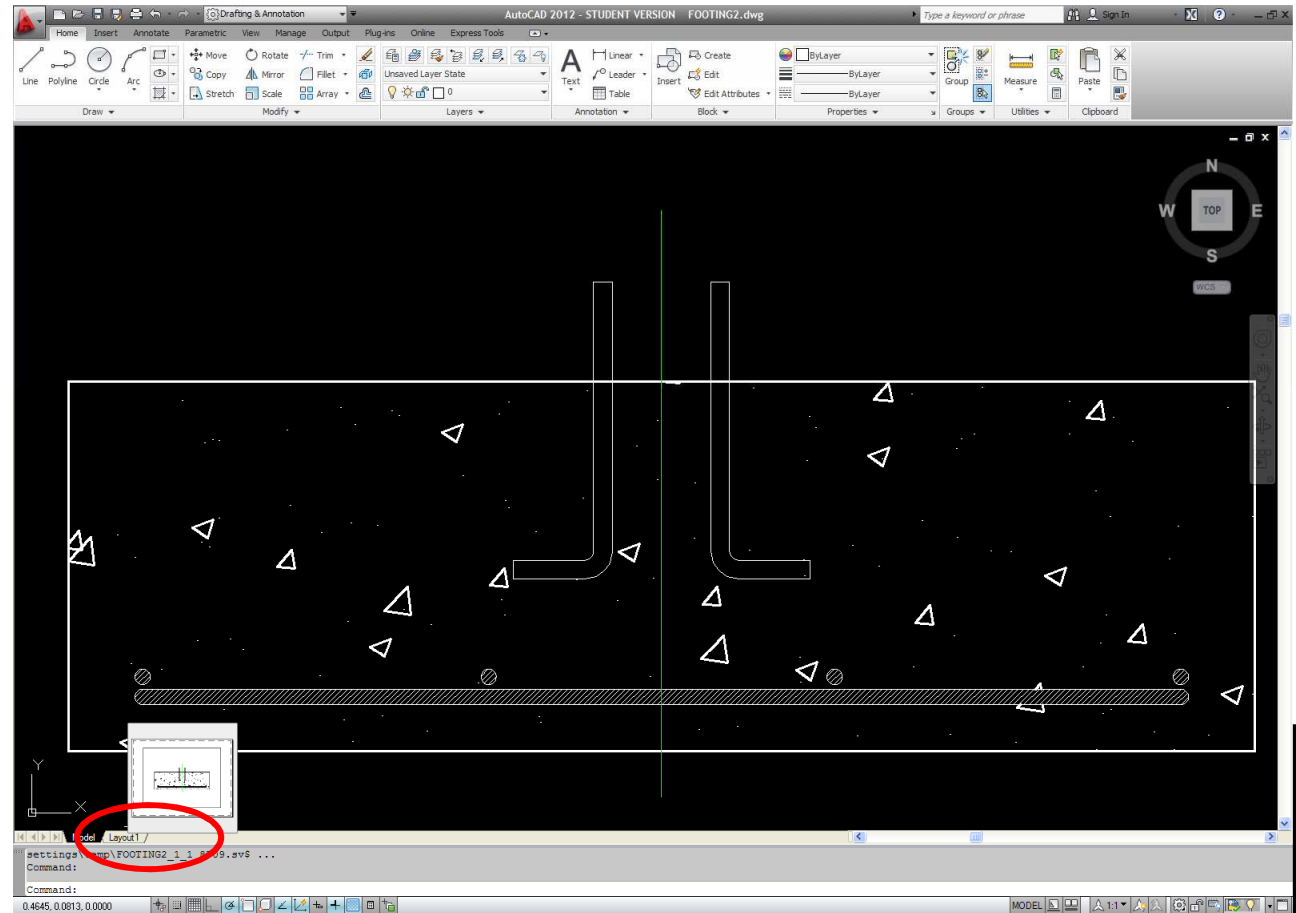 Drafting & Annotation
AutoCAD 2012 - STUDENT VERSION FOOTING2.dwg
Type a keyword or phrase
Sign In
Home Insert Annotate Parametric View Manage Output Plug-ins Online Express Tools
Line Polyline Circle Arc
Move Rotate Trim
Copy Mirror Fillet
Stretch Scale Array
Unsaved Layer State
0
A
Text
Linear
Leader
Table
Insert
Create
Edit
Edit Attributes
ByLayer
ByLayer
ByLayer
Group
Measure
Paste
Draw Modify Layers Annotation Block Properties Groups Utilities Clipboard
N
W TOP E
S
WCS
Y
X
Model Layout1
FOOTING2_1_1_
.sv$ ...
Command:
Command:
0.4645, 0.0813, 0.0000
MODEL
1:1